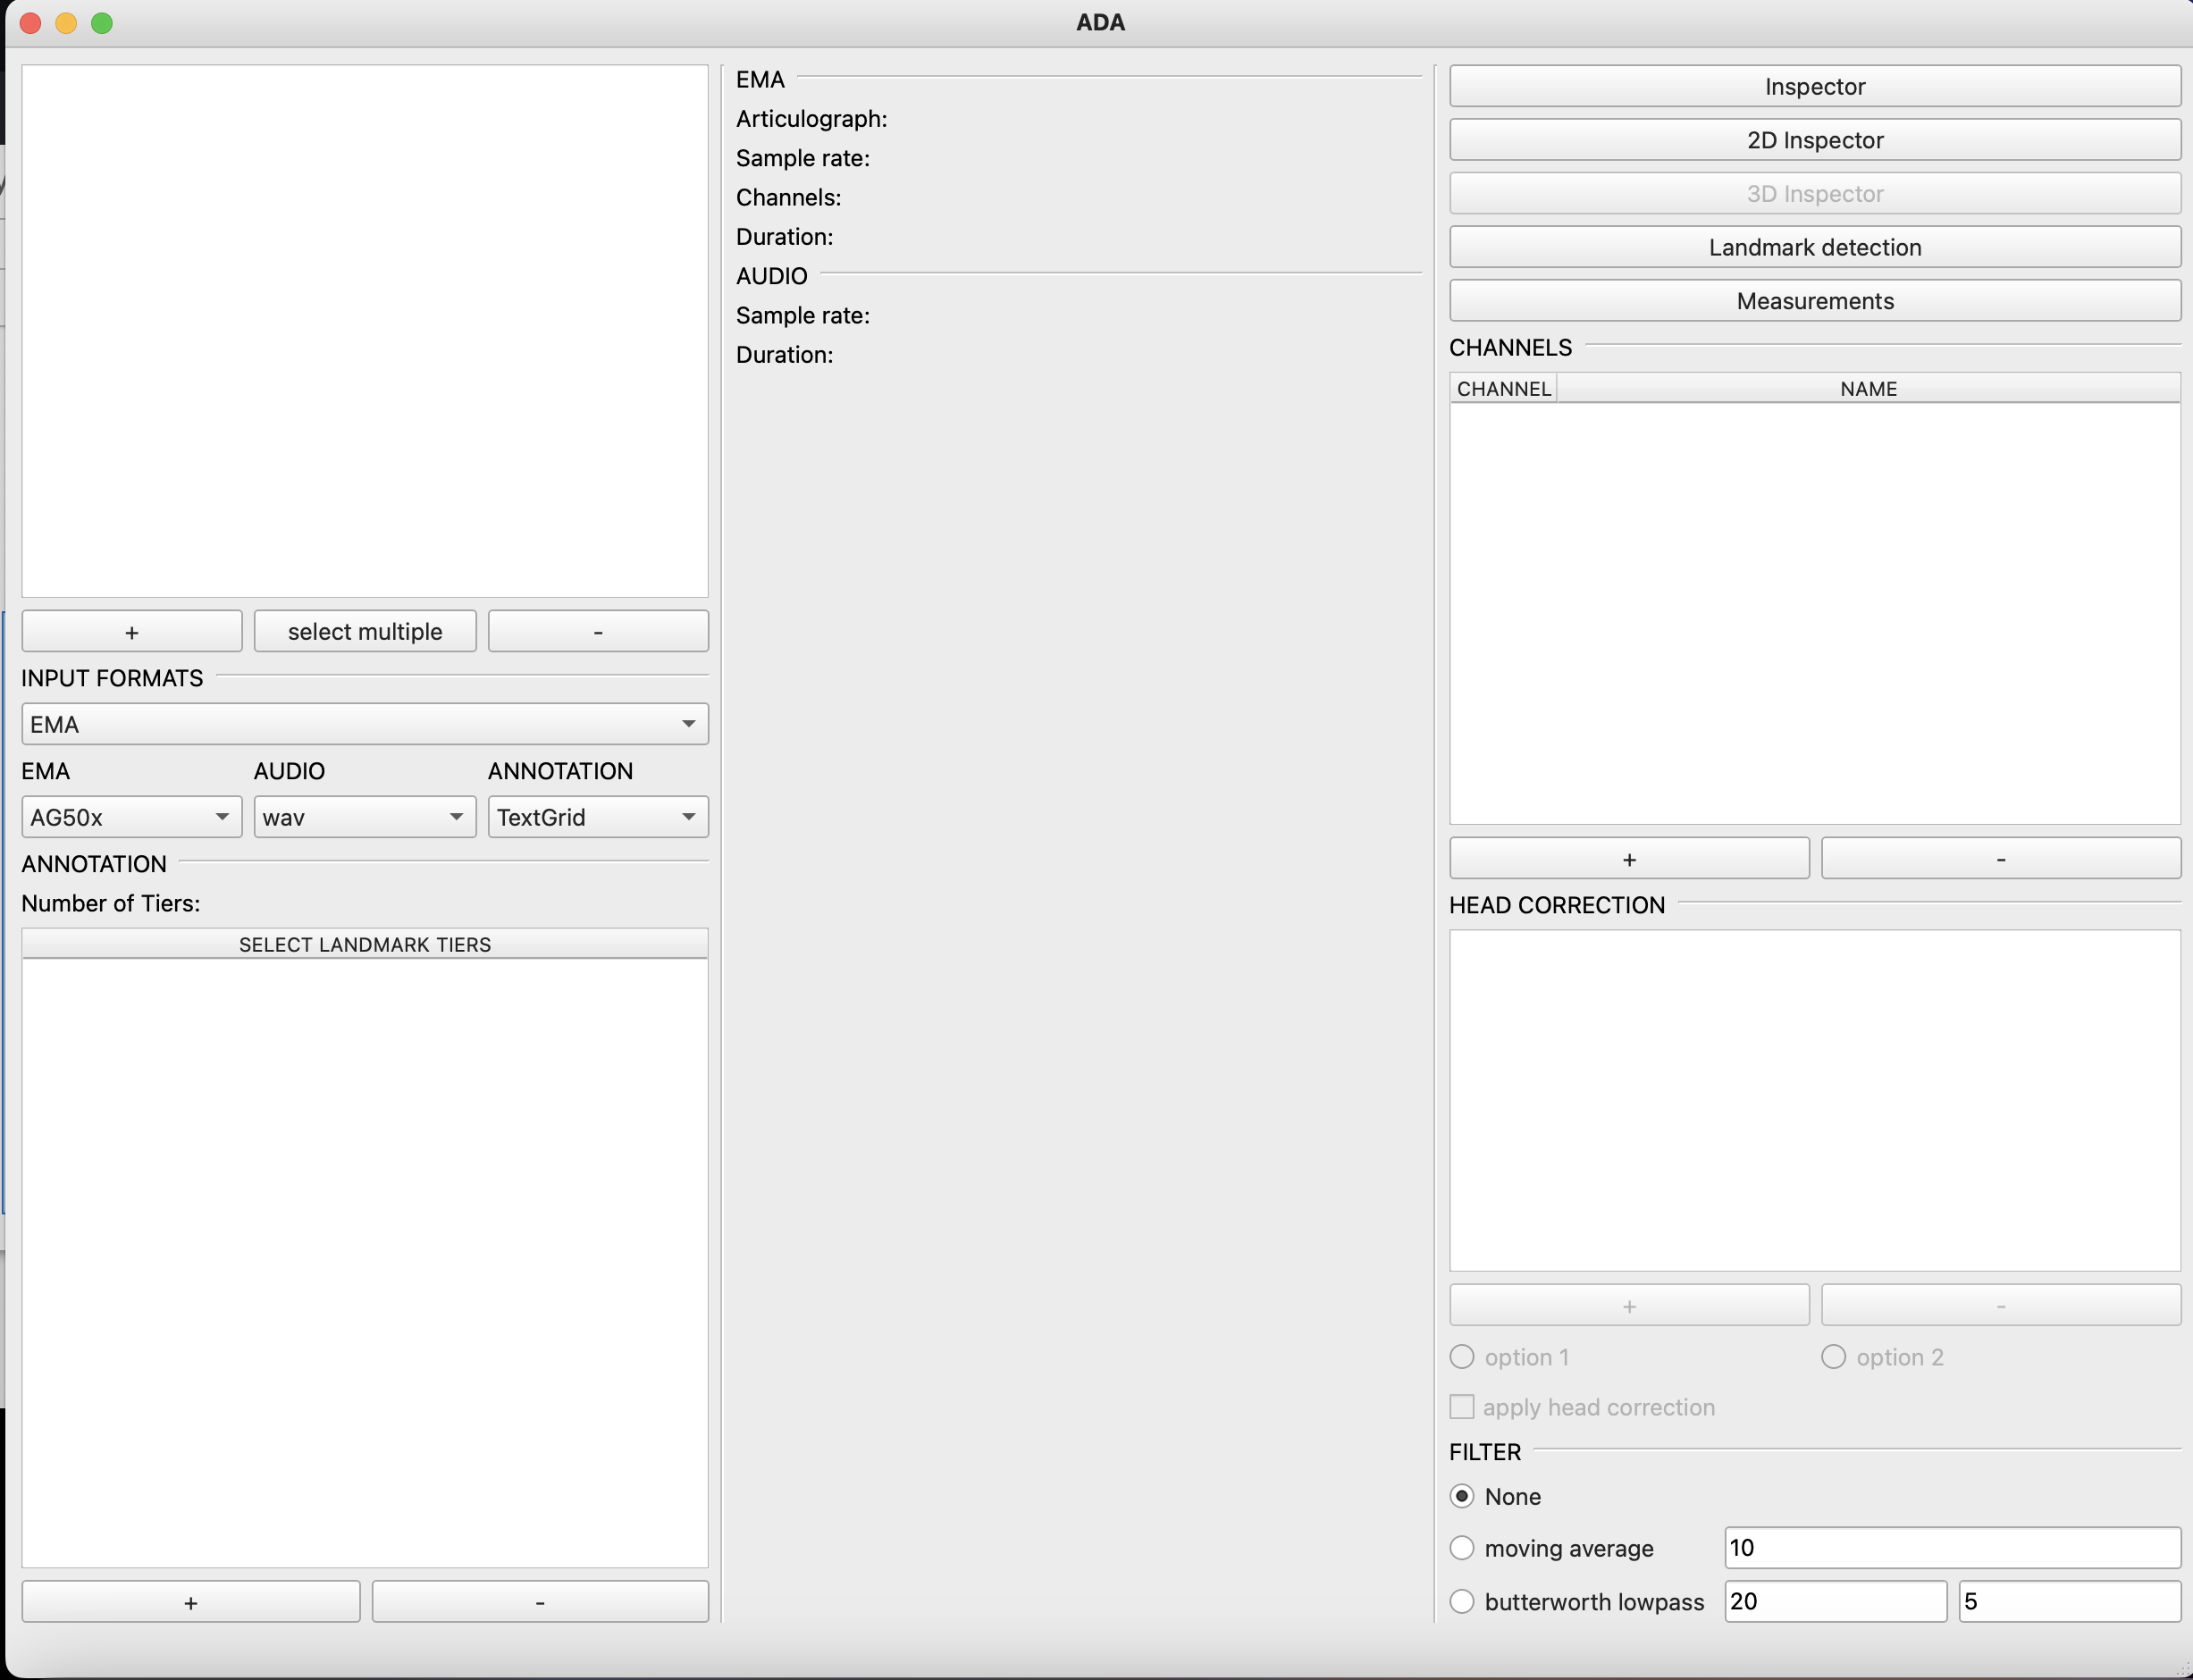 ADA
+
select multiple
-
INPUT FORMATS
EMA
EMA AUDIO ANNOTATION
AG50x wav TextGrid
ANNOTATION
Number of Tiers:
SELECT LANDMARK TIERS
+ -
EMA
Articulograph:
Sample rate:
Channels:
Duration:
AUDIO
Sample rate:
Duration:
Inspector
2D Inspector
3D Inspector
Landmark detection
Measurements
CHANNELS
CHANNEL NAME
+ -
HEAD CORRECTION
+ -
option 1 option 2
apply head correction
FILTER
None
moving average 10
butterworth lowpass 20 5